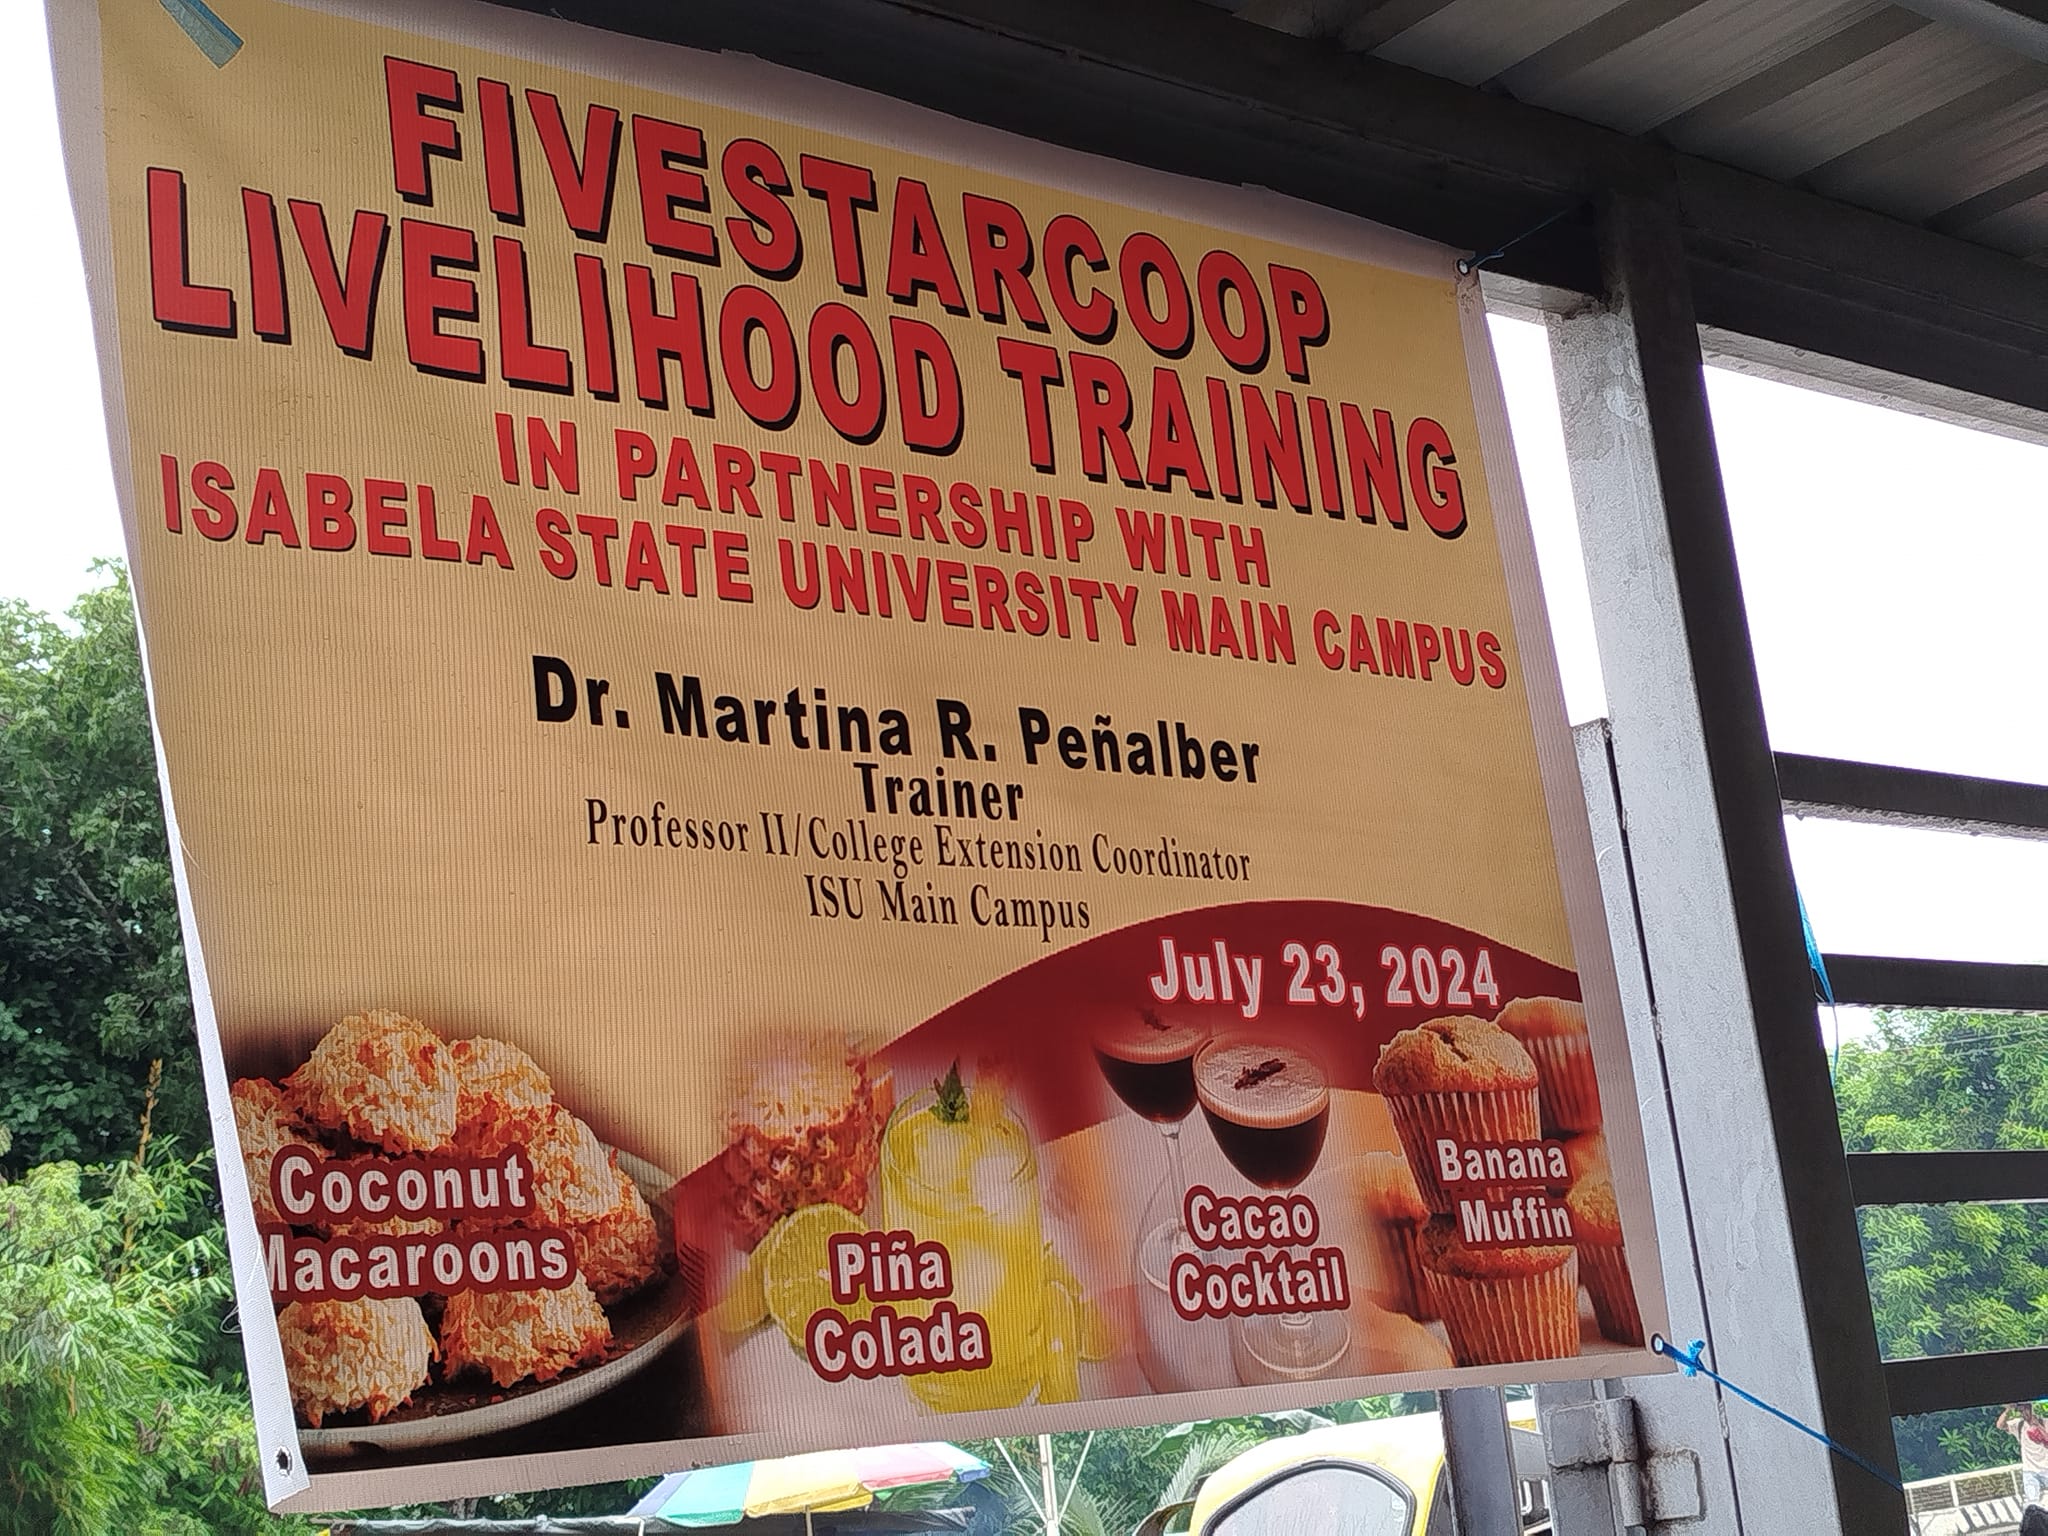 FIVESTARCOOP
LIVELIHOOD TRAINING
IN PARTNERSHIP WITH
ISABELA STATE UNIVERSITY MAIN CAMPUS
Dr. Martina R. Peñalber
Trainer
Professor II/College Extension Coordinator
ISU Main Campus
July 23, 2024
Coconut
Macaroons
Piña
Colada
Cacao
Cocktail
Banana
Muffin